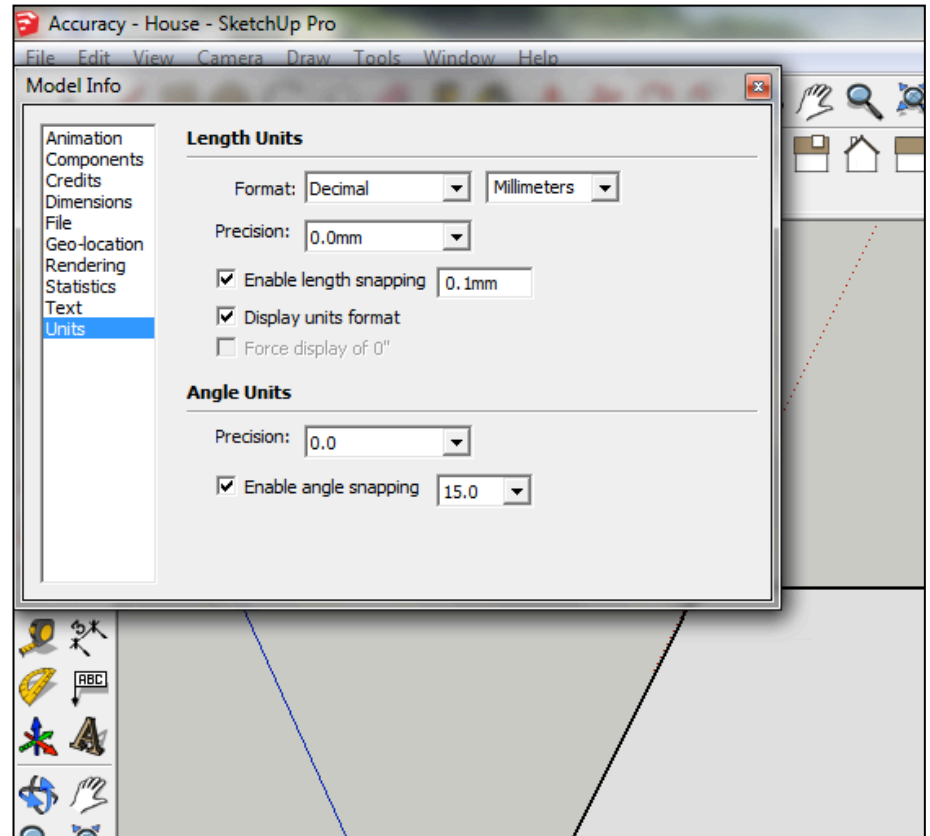 Accuracy - House - SketchUp Pro
File Edit View Camera Draw Tools Window Help
Model Info
Animation
Components
Credits
Dimensions
File
Geo-location
Rendering
Statistics
Text
Units
Length Units
Format: Decimal Millimeters
Precision: 0.0mm
Enable length snapping 0.1mm
Display units format
Force display of 0"
Angle Units
Precision: 0.0
Enable angle snapping 15.0
ABC
A